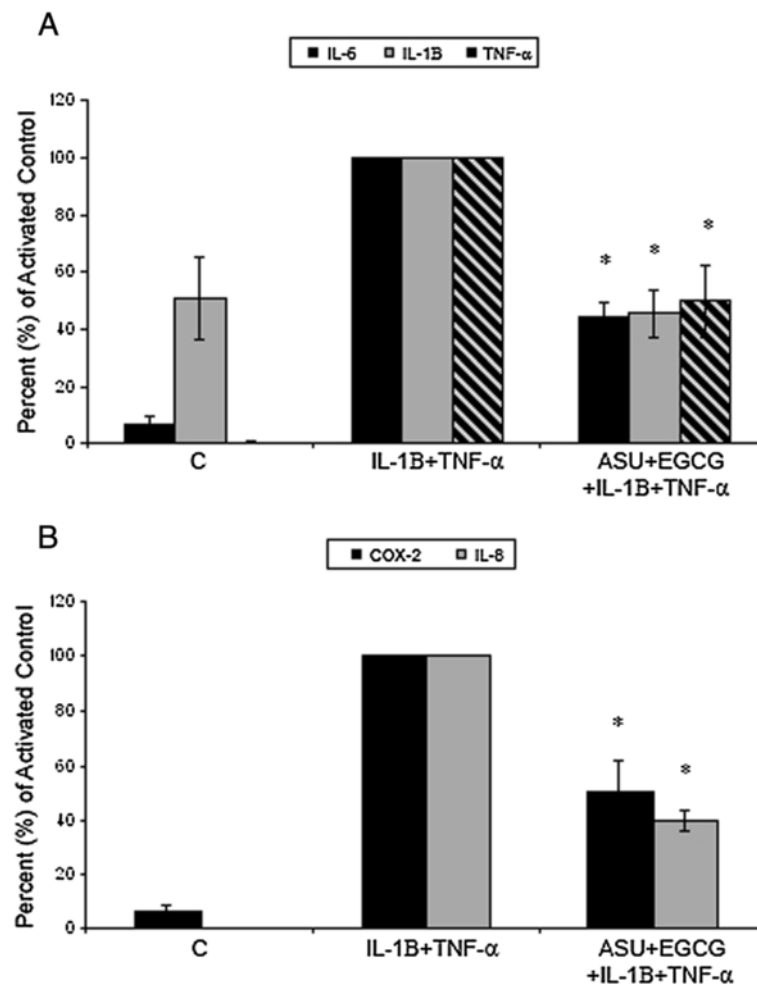 A
IL-6 IL-1B TNF-α
Percent (%) of Activated Control
120
100
80
60
40
20
0
* * *
C IL-1B+TNF-α ASU+EGCG
+IL-1B+TNF-α
B
COX-2 IL-8
Percent (%) of Activated Control
120
100
80
60
40
20
0
* *
C IL-1B+TNF-α ASU+EGCG
+IL-1B+TNF-α